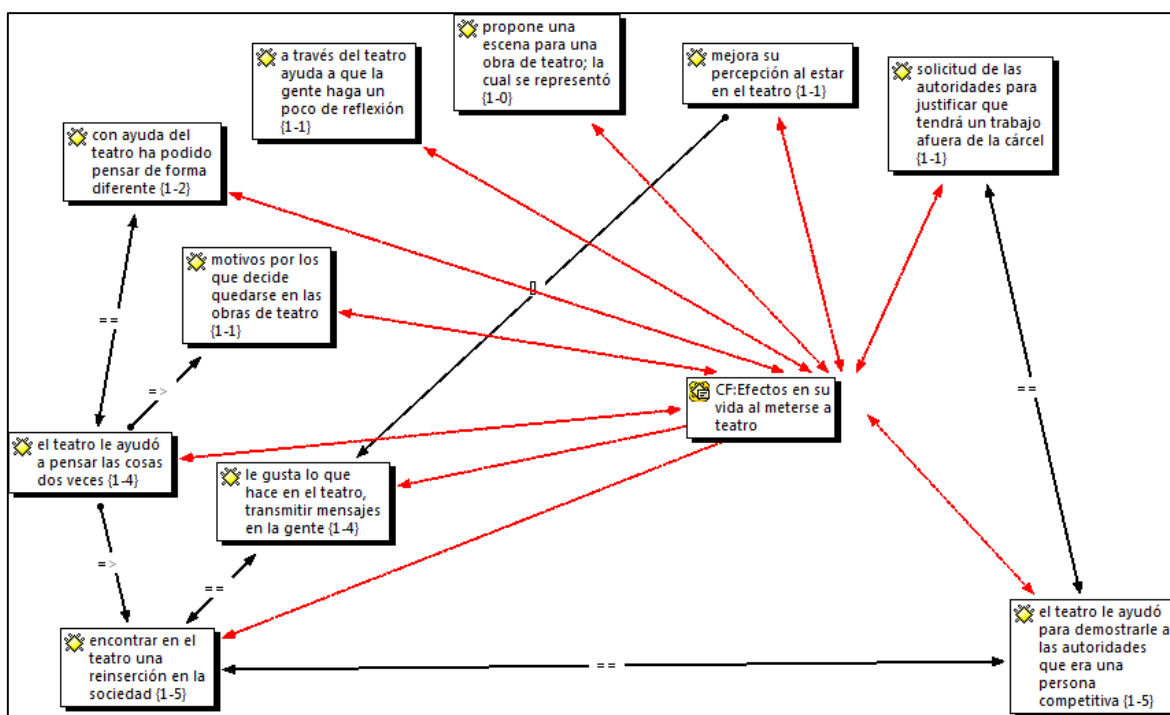 propone una
escena para una
obra de teatro; la
cual se representó
{1-0}
a través del teatro
ayuda a que la
gente haga un
poco de reflexión
{1-1}
mejora su
percepción al estar
en el teatro {1-1}
solicitud de las
autoridades para
justificar que
tendrá un trabajo
afuera de la cárcel
{1-1}
con ayuda del
teatro ha podido
pensar de forma
diferente {1-2}
motivos por los
que decide
quedarse en las
obras de teatro
{1-1}
==
=>
==
CF:Efectos en su
vida al meterse a
teatro
el teatro le ayudó
a pensar las cosas
dos veces {1-4}
le gusta lo que
hace en el teatro,
transmitir mensajes
en la gente {1-4}
=>
==
encontrar en el
teatro una
reinserción en la
sociedad {1-5}
==
el teatro le ayudó
para demostrarle a
las autoridades
que era una
persona
competitiva {1-5}